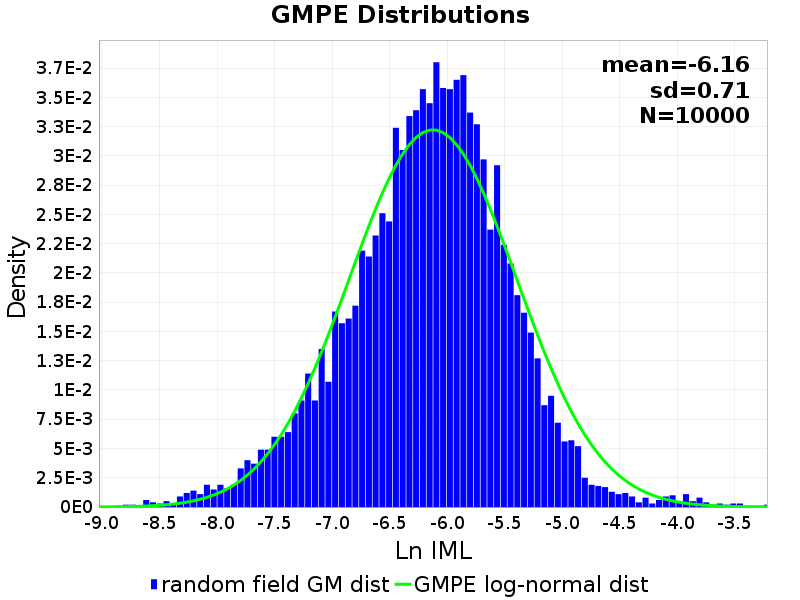 GMPE Distributions
mean=-6.16
sd=0.71
N=10000
Density
3.7E-2
3.5E-2
3.3E-2
3E-2
2.8E-2
2.5E-2
2.2E-2
2E-2
1.8E-2
1.5E-2
1.3E-2
1E-2
7.5E-3
5E-3
2.5E-3
0E0
-9.0 -8.5 -8.0 -7.5 -7.0 -6.5 -6.0 -5.5 -5.0 -4.5 -4.0 -3.5
Ln IML
random field GM dist GMPE log-normal dist